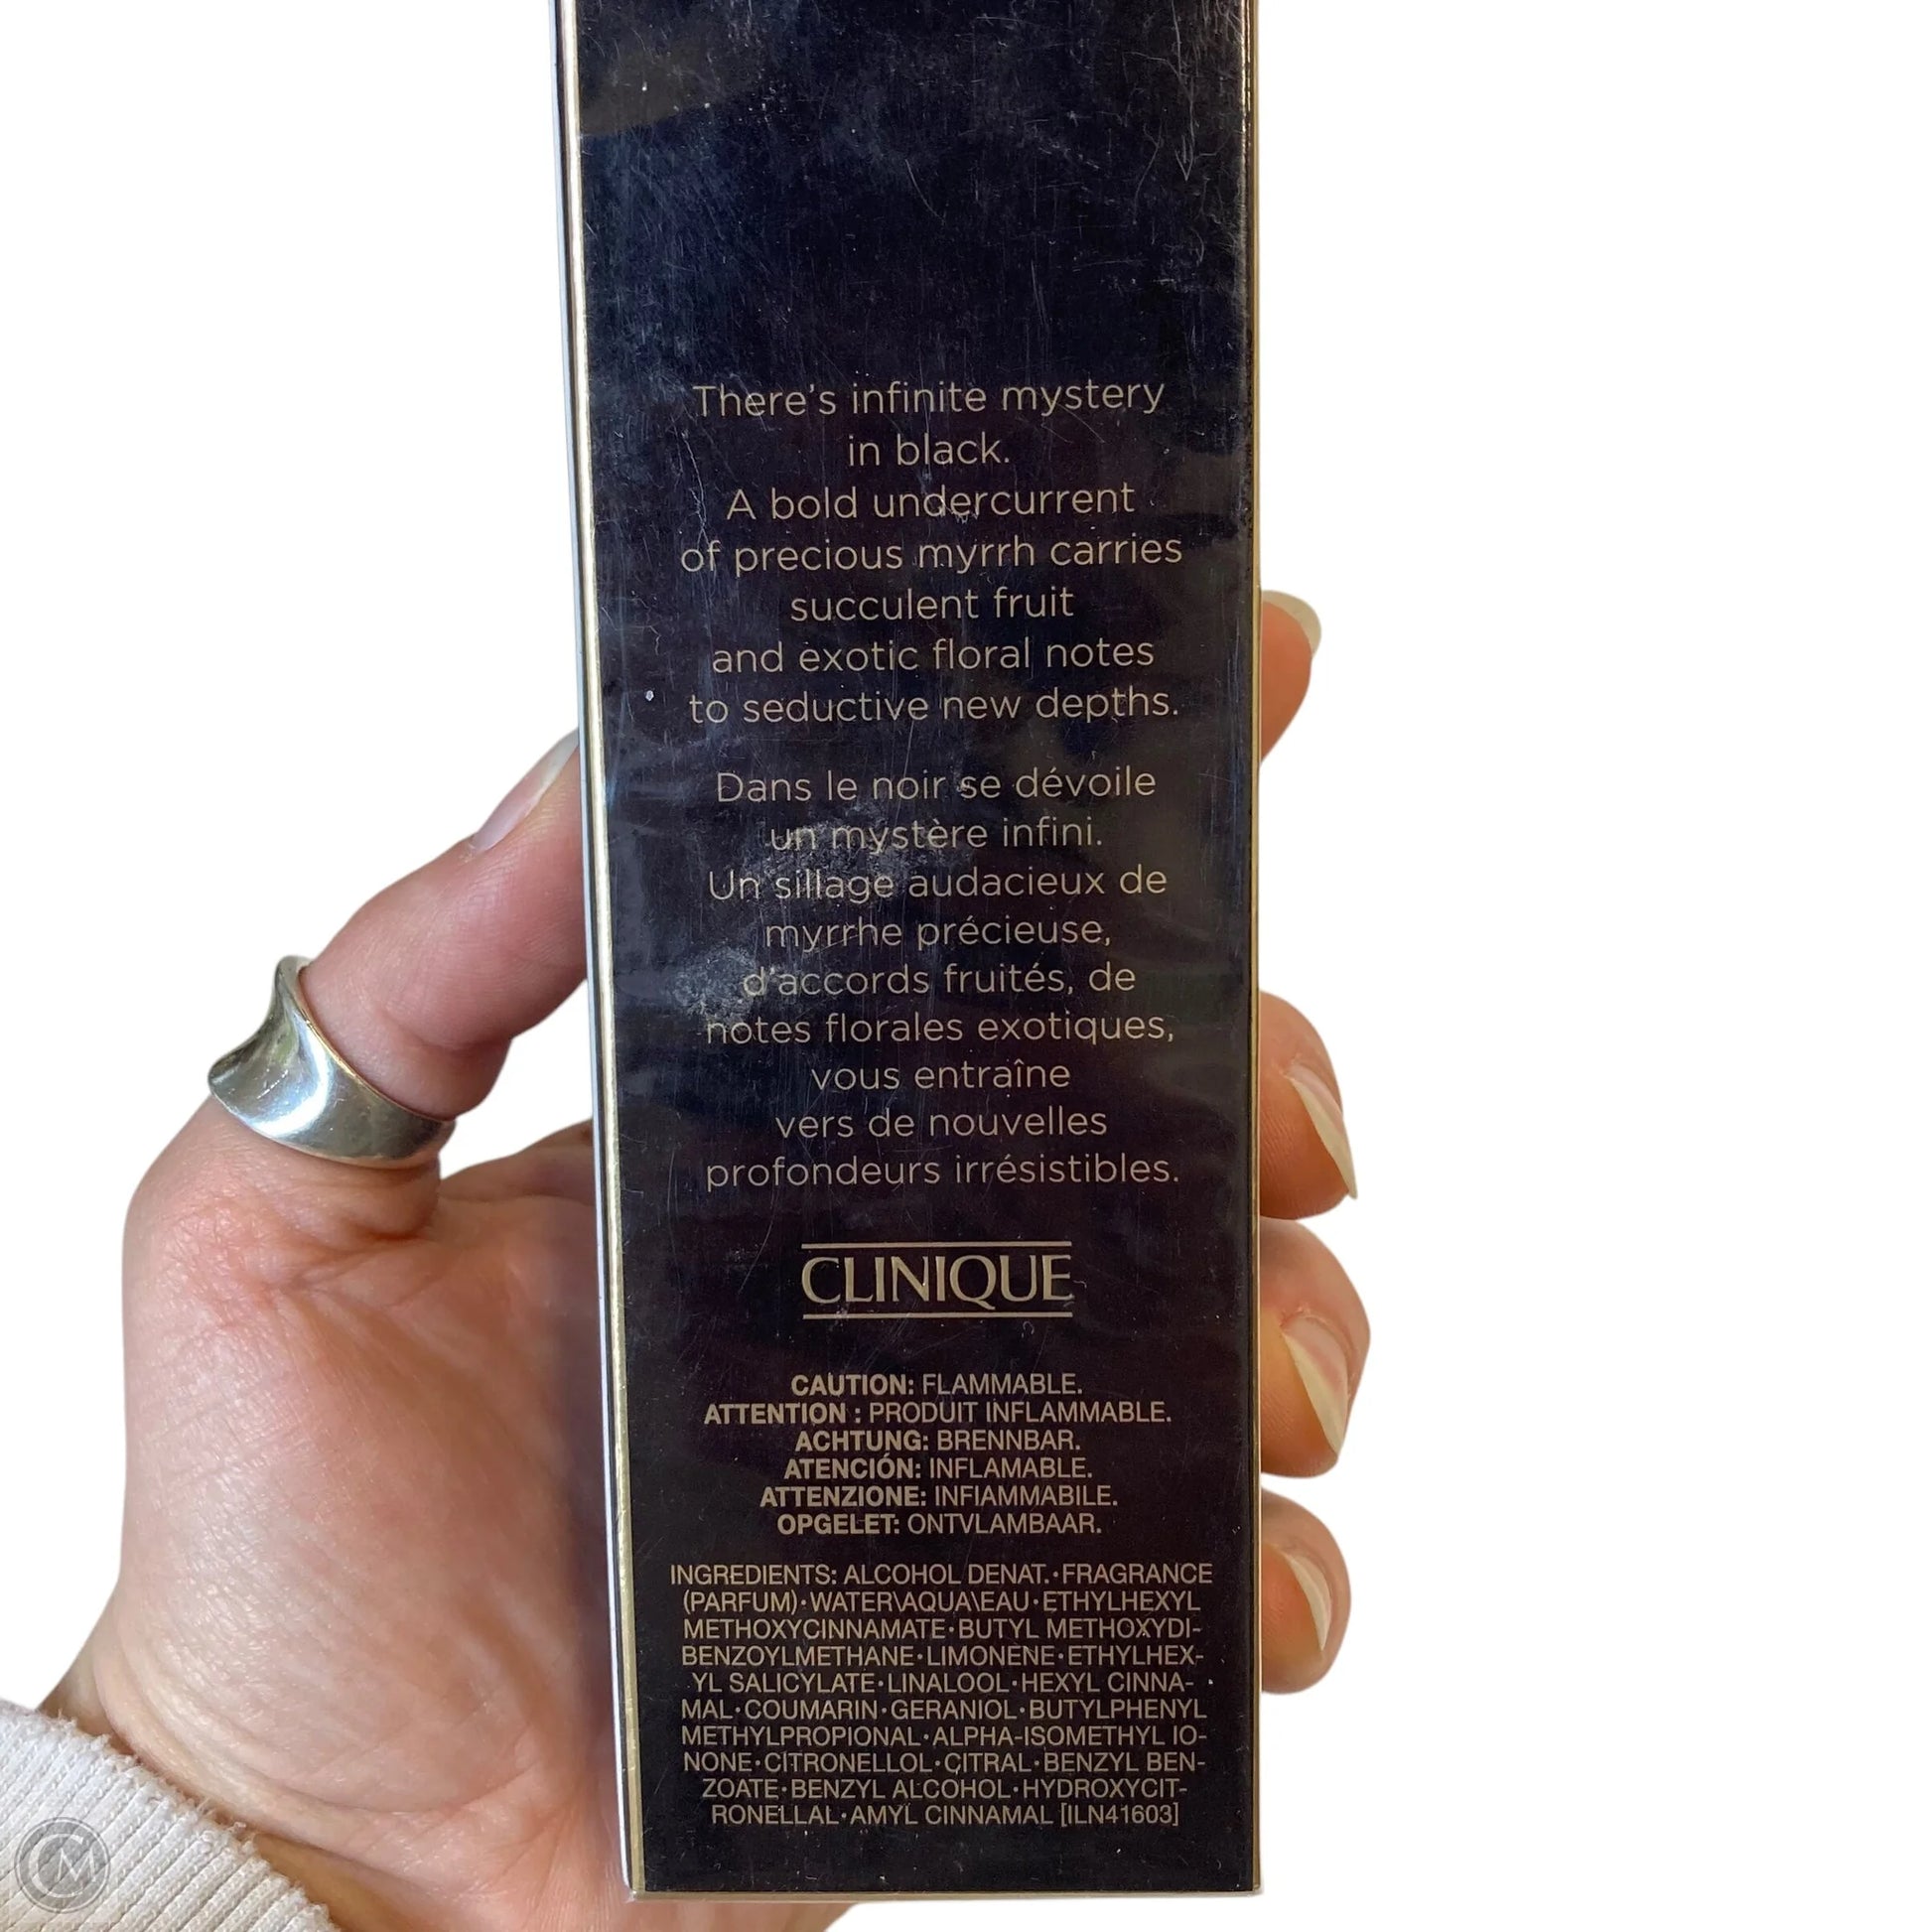 There's infinite mystery
in black.
A bold undercurrent
of precious myrrh carries
succulent fruit
and exotic floral notes
to seductive new depths.
Dans le noir se dévoile
un mystère infini.
Un sillage audacieux de
myrrhe précieuse,
d'accords fruités, de
notes florales exotiques,
vous entraîne
vers de nouvelles
profondeurs irrésistibles.
CLINIQUE
CAUTION: FLAMMABLE.
ATTENTION : PRODUIT INFLAMMABLE.
ACHTUNG: BRENNBAR.
ATENCIÓN: INFLAMABLE.
ATTENZIONE: INFIAMMABILE.
OPGELET: ONTVLAMBAAR.
INGREDIENTS: ALCOHOL DENAT.•FRAGRANCE
(PARFUM)•WATER\AQUA\EAU•ETHYLHEXYL
METHOXYCINNAMATE•BUTYL METHOXYDI-
BENZOYLMETHANE•LIMONENE•ETHYLHEX-
YL SALICYLATE•LINALOOL•HEXYL CINNA-
MAL•COUMARIN•GERANIOL•BUTYLPHENYL
METHYLPROPIONAL•ALPHA-ISOMETHYL IO-
NONE•CITRONELLOL•CITRAL•BENZYL BEN-
ZOATE•BENZYL ALCOHOL•HYDROXYCIT-
RONELLAL•AMYL CINNAMAL [ILN41603]
CM